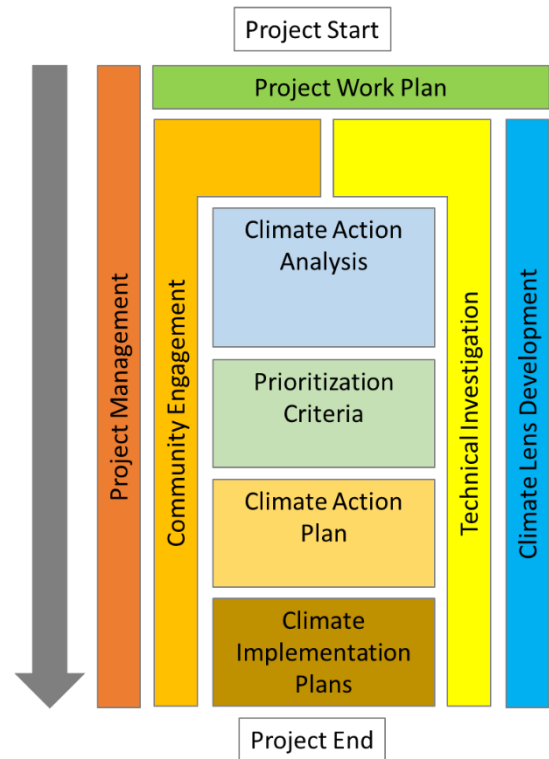 Project Start
Project Work Plan
Project Management
Community Engagement
Climate Action
Analysis
Prioritization
Criteria
Climate Action
Plan
Climate
Implementation
Plans
Technical Investigation
Climate Lens Development
Project End